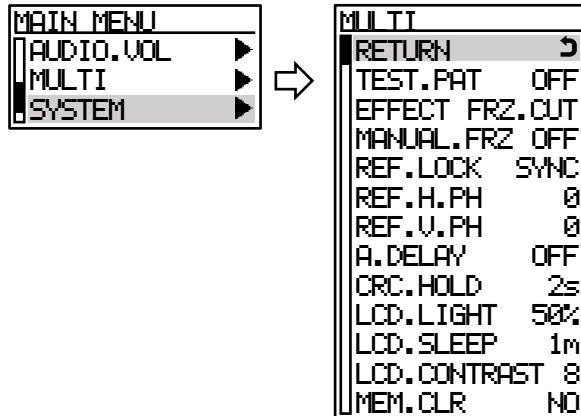 MAIN MENU
AUDIO.VOL
MULTI
SYSTEM
MULTI
RETURN
TEST.PAT OFF
EFFECT FRZ.CUT
MANUAL.FRZ OFF
REF.LOCK SYNC
REF.H.PH 0
REF.V.PH 0
A.DELAY OFF
CRC.HOLD 2s
LCD.LIGHT 50%
LCD.SLEEP 1m
LCD.CONTRAST 8
MEM.CLR NO